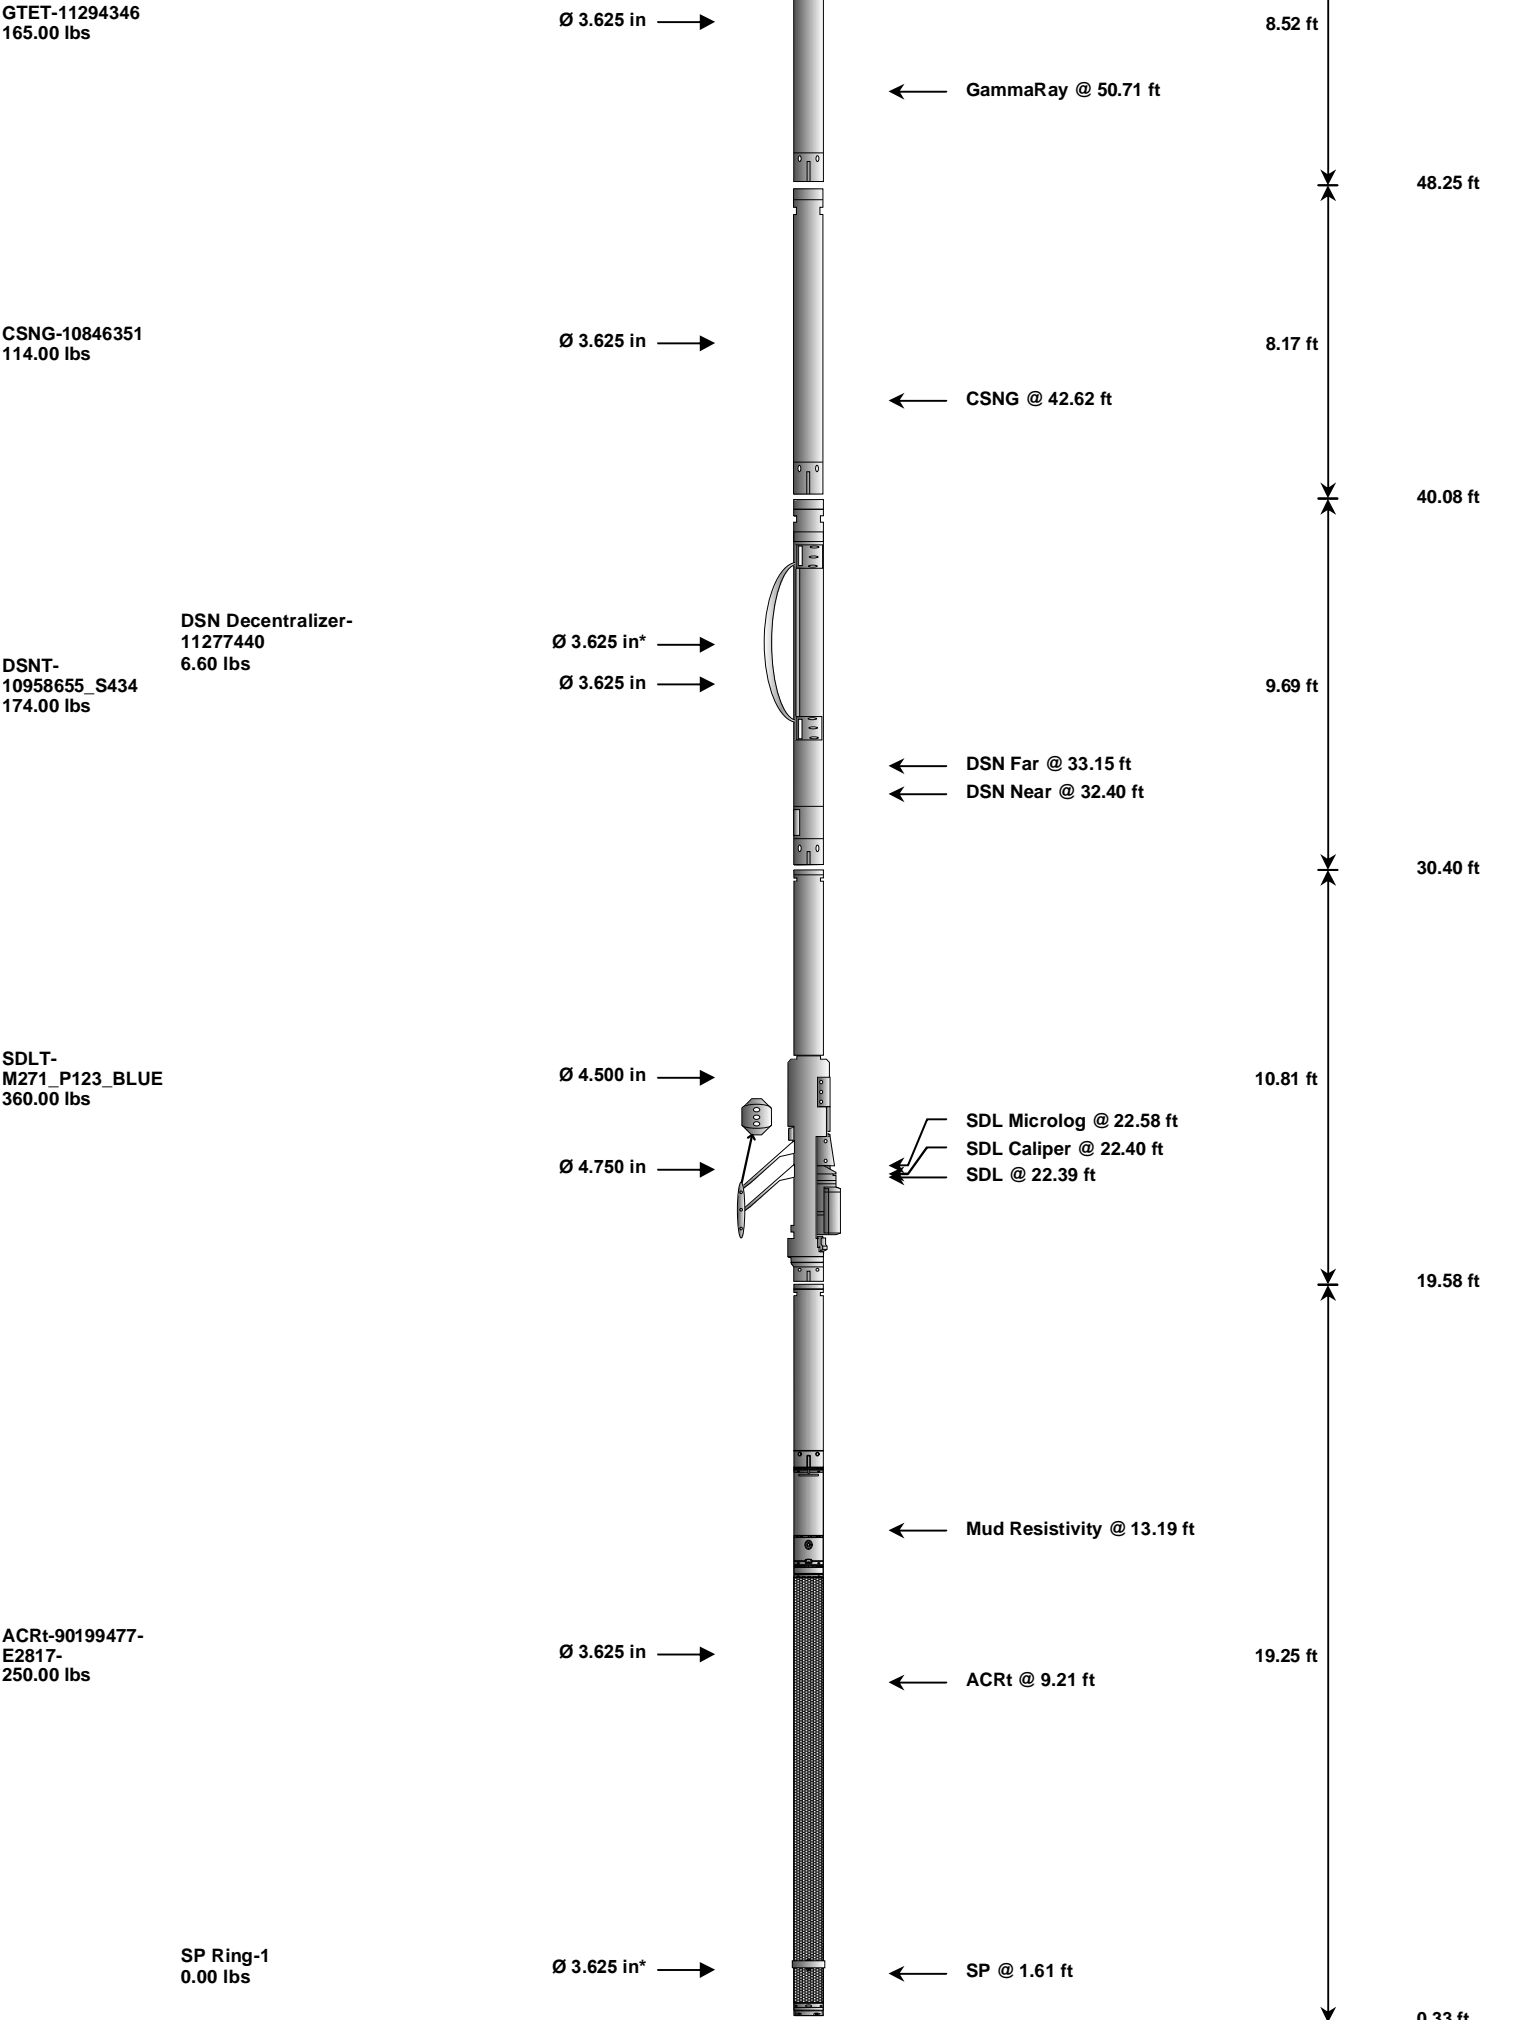 GTET-11294346
165.00 lbs
Ø 3.625 in
8.52 ft
GammaRay @ 50.71 ft
48.25 ft
CSNG-10846351
114.00 lbs
Ø 3.625 in
8.17 ft
CSNG @ 42.62 ft
40.08 ft
DSN Decentralizer-
11277440
6.60 lbs
Ø 3.625 in*
DSNT-
10958655_S434
174.00 lbs
Ø 3.625 in
9.69 ft
DSN Far @ 33.15 ft
DSN Near @ 32.40 ft
30.40 ft
SDLT-
M271_P123_BLUE
360.00 lbs
Ø 4.500 in
10.81 ft
SDL Microlog @ 22.58 ft
SDL Caliper @ 22.40 ft
Ø 4.750 in
SDL @ 22.39 ft
19.58 ft
Mud Resistivity @ 13.19 ft
ACRt-90199477-
E2817-
250.00 lbs
Ø 3.625 in
19.25 ft
ACRt @ 9.21 ft
SP Ring-1
0.00 lbs
Ø 3.625 in*
SP @ 1.61 ft
0.33 ft